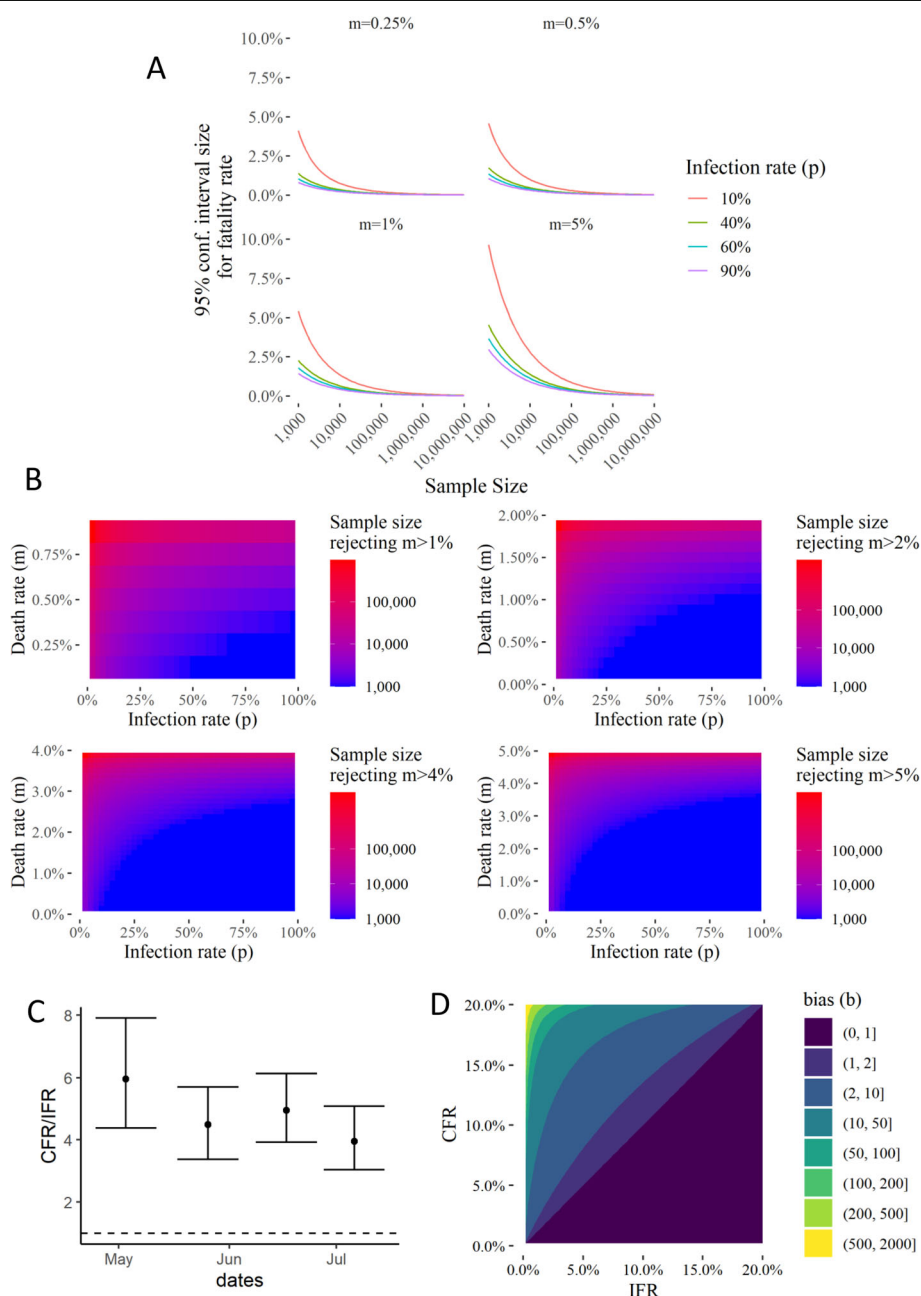 A
m=0.25%
m=0.5%
10.0%
7.5%
5.0%
2.5%
0.0%
m=1%
m=5%
10.0%
7.5%
5.0%
2.5%
0.0%
95% conf. interval size
for fatality rate
1,000
10,000
100,000
1,000,000
10,000,000
1,000
10,000
100,000
1,000,000
10,000,000
Sample Size
Infection rate (p)
10%
40%
60%
90%
B
Death rate (m)
0.75%
0.50%
0.25%
0%
25%
50%
75%
100%
Infection rate (p)
Sample size
rejecting m>1%
100,000
10,000
1,000
Death rate (m)
2.00%
1.50%
1.00%
0.50%
0.00%
0%
25%
50%
75%
100%
Infection rate (p)
Sample size
rejecting m>2%
100,000
10,000
1,000
Death rate (m)
4.0%
3.0%
2.0%
1.0%
0.0%
0%
25%
50%
75%
100%
Infection rate (p)
Sample size
rejecting m>4%
100,000
10,000
1,000
Death rate (m)
5.0%
4.0%
3.0%
2.0%
1.0%
0.0%
0%
25%
50%
75%
100%
Infection rate (p)
Sample size
rejecting m>5%
100,000
10,000
1,000
C
CFR/IFR
8
6
4
2
May
Jun
Jul
dates
D
CFR
20.0%
15.0%
10.0%
5.0%
0.0%
0.0%
5.0%
10.0%
15.0%
20.0%
IFR
bias (b)
(0, 1]
(1, 2]
(2, 10]
(10, 50]
(50, 100]
(100, 200]
(200, 500]
(500, 2000]